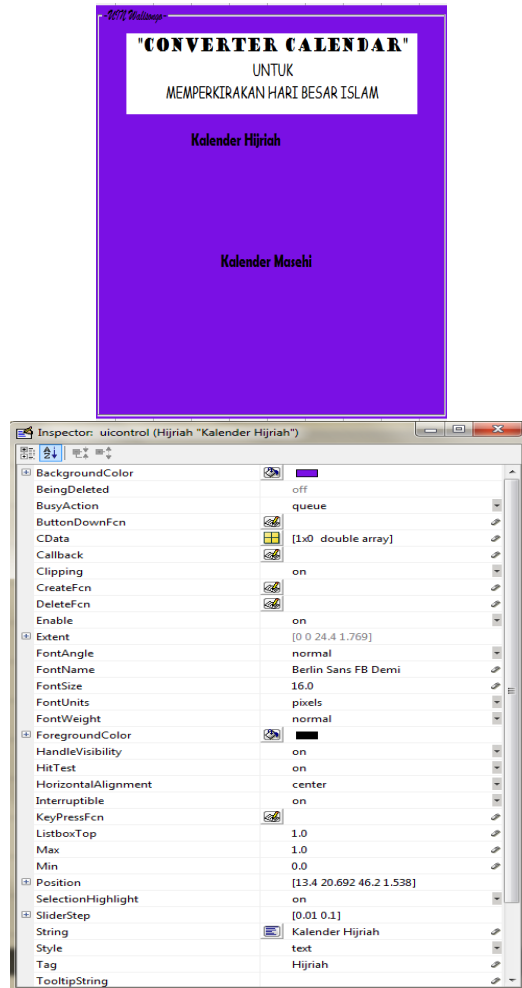 -UIN Walisongo-
"CONVERTER CALENDAR"
UNTUK
MEMPERKIRAKAN HARI BESAR ISLAM
Kalender Hijriah
Kalender Masehi
Inspector: uicontrol (Hijriah "Kalender Hijriah")
BackgroundColor
BeingDeleted off
BusyAction queue
ButtonDownFcn
CData [1x0 double array]
Callback
Clipping on
CreateFcn
DeleteFcn
Enable on
Extent [0 0 24.4 1.769]
FontAngle normal
FontName Berlin Sans FB Demi
FontSize 16.0
FontUnits pixels
FontWeight normal
ForegroundColor
HandleVisibility on
HitTest on
HorizontalAlignment center
Interruptible on
KeyPressFcn
ListboxTop 1.0
Max 1.0
Min 0.0
Position [13.4 20.692 46.2 1.538]
SelectionHighlight on
SliderStep [0.01 0.1]
String Kalender Hijriah
Style text
Tag Hijriah
TooltipString